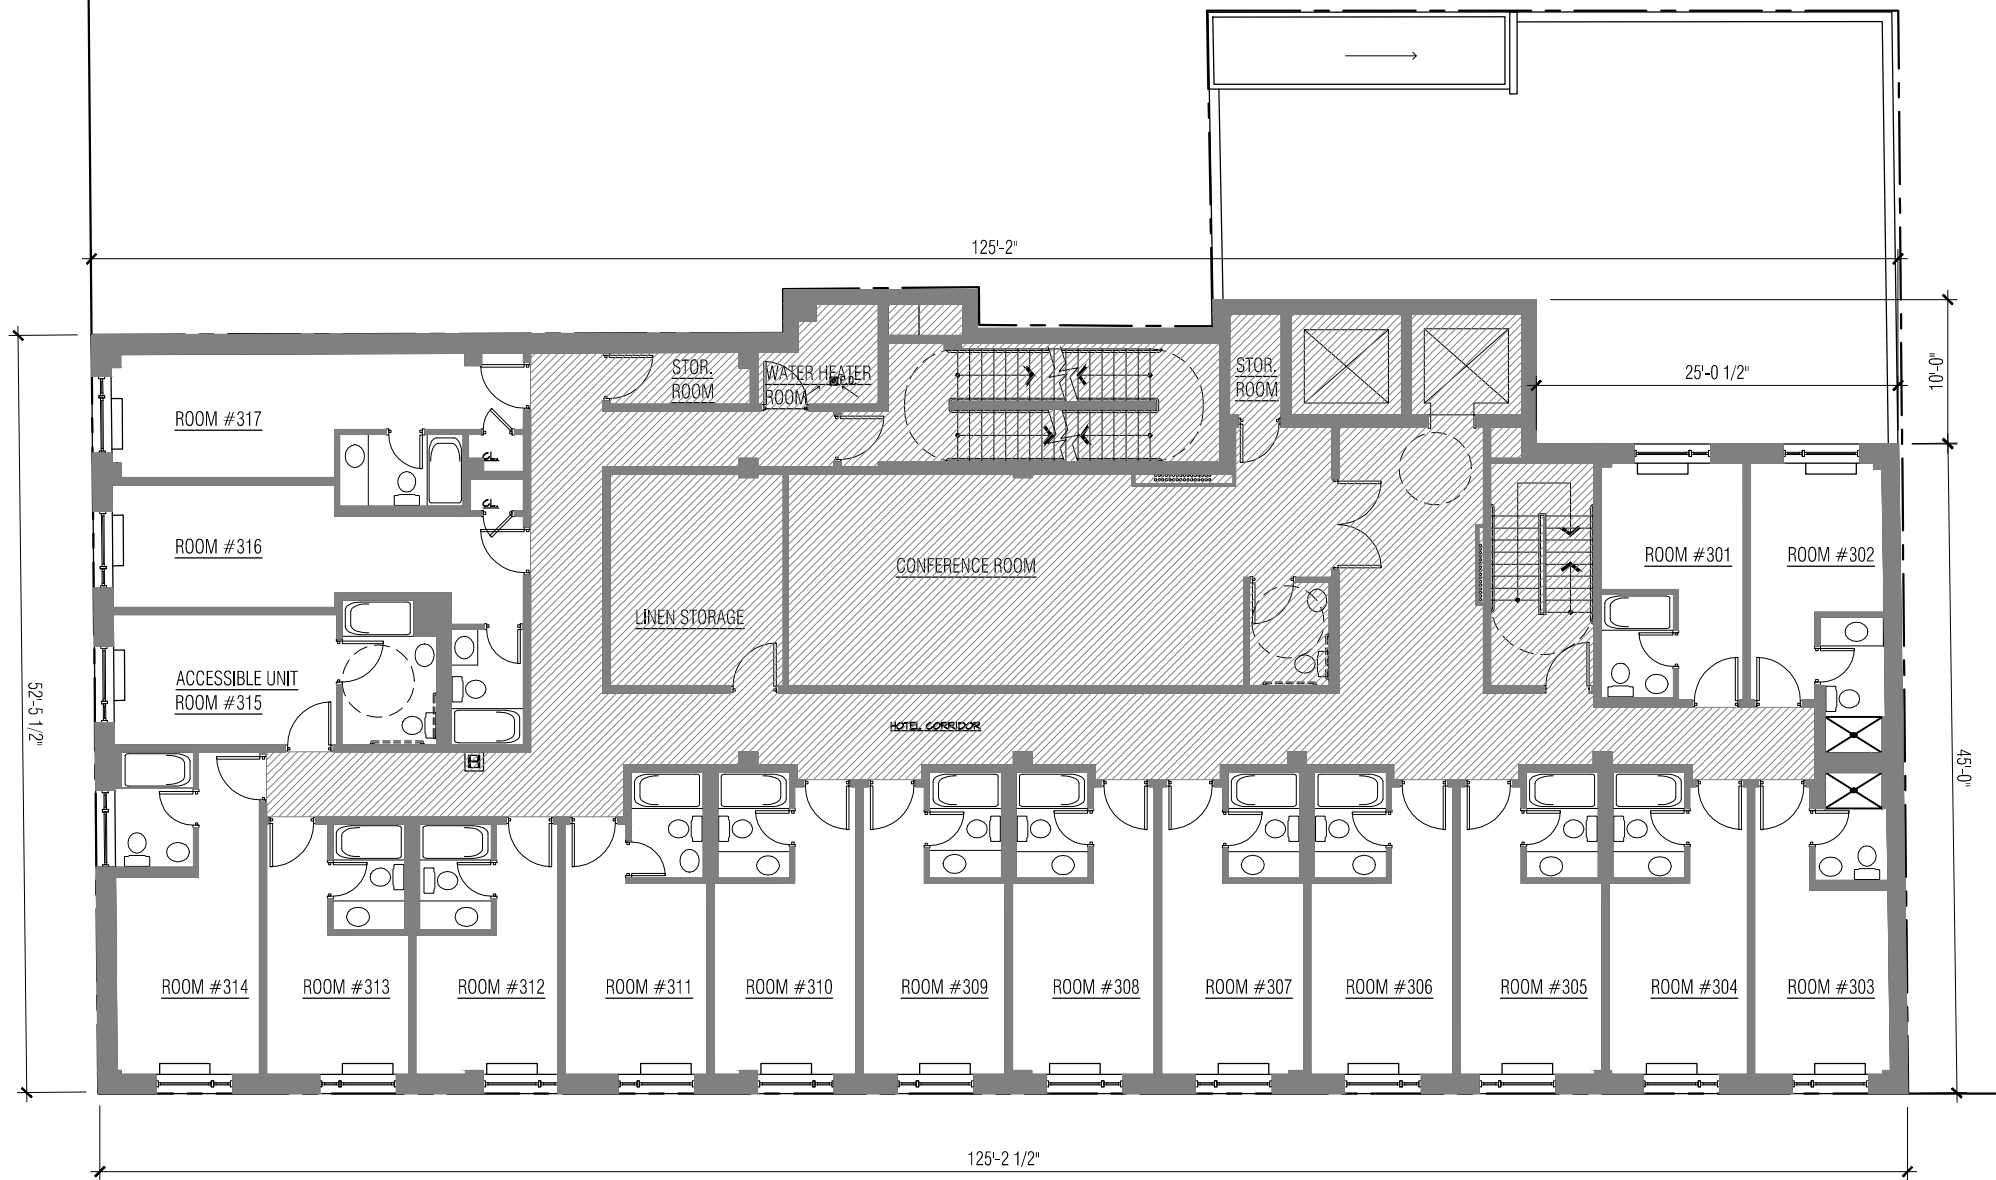 125'-2"
25'-0 1/2"
10'-0"
STOR.
ROOM
WATER HEATER
ROOM
STOR.
ROOM
ROOM #317
CL.
CL.
ROOM #316
CONFERENCE ROOM
ROOM #301
ROOM #302
LINEN STORAGE
ACCESSIBLE UNIT
ROOM #315
52'-5 1/2"
HOTEL CORRIDOR
45'-0"
ROOM #314
ROOM #313
ROOM #312
ROOM #311
ROOM #310
ROOM #309
ROOM #308
ROOM #307
ROOM #306
ROOM #305
ROOM #304
ROOM #303
125'-2 1/2"